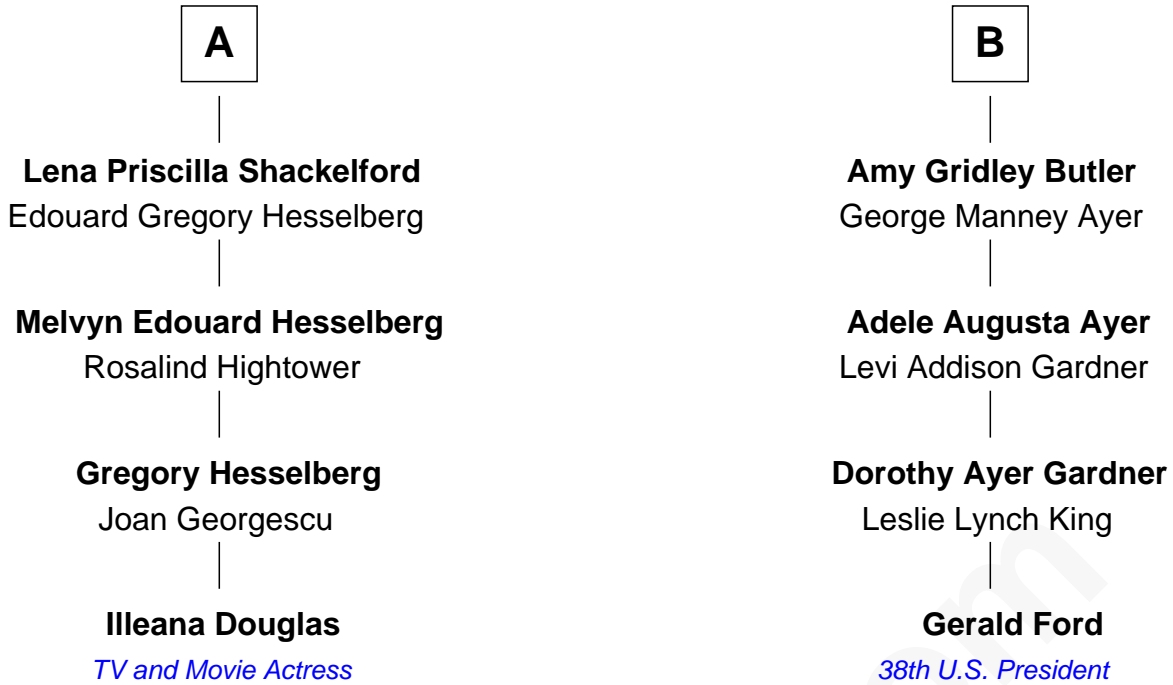 A
Lena Priscilla Shackelford
Edouard Gregory Hesselberg
Melvyn Edouard Hesselberg
Rosalind Hightower
Gregory Hesselberg
Joan Georgescu
Illeana Douglas
TV and Movie Actress
B
Amy Gridley Butler
George Manney Ayer
Adele Augusta Ayer
Levi Addison Gardner
Dorothy Ayer Gardner
Leslie Lynch King
Gerald Ford
38th U.S. President